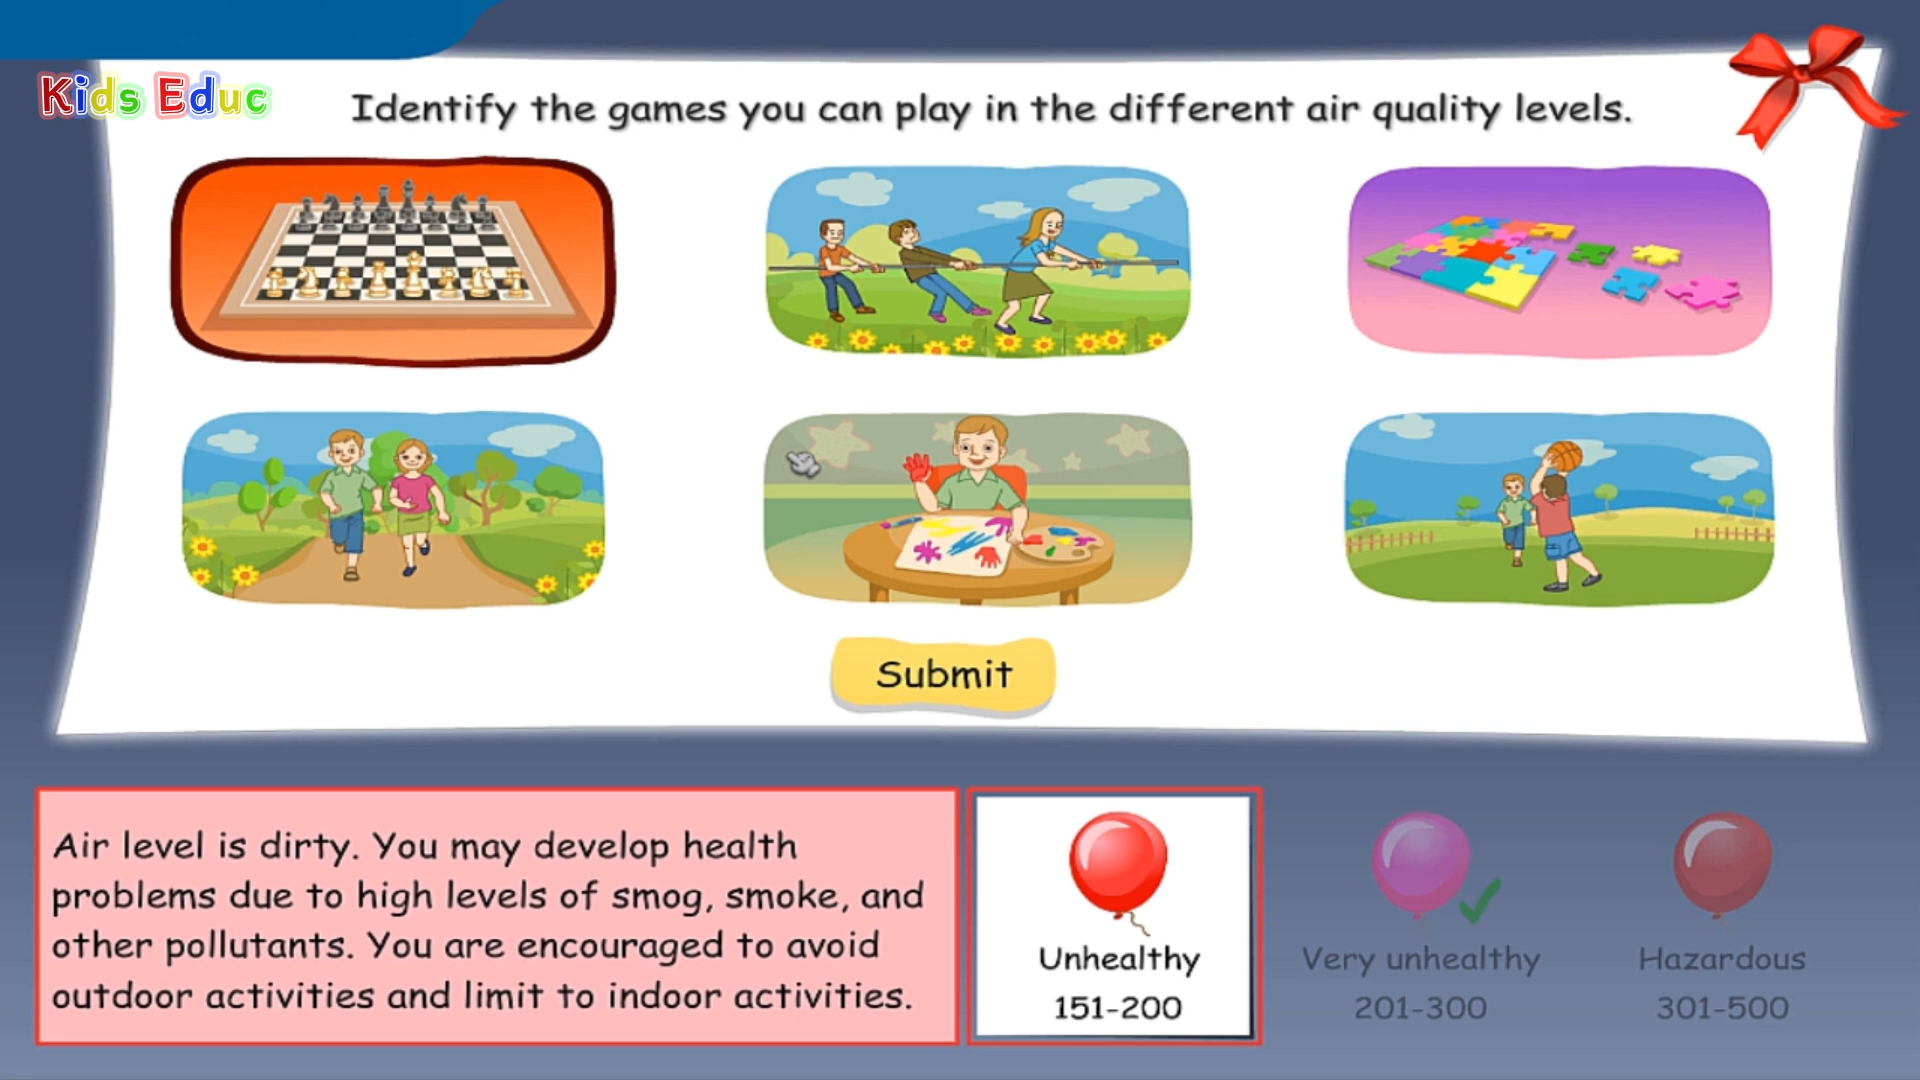 Kids Educ
Identify the games you can play in the different air quality levels.
Submit
Air level is dirty. You may develop health
problems due to high levels of smog, smoke, and
other pollutants. You are encouraged to avoid
outdoor activities and limit to indoor activities.
Unhealthy
151-200
Very unhealthy
201-300
Hazardous
301-500